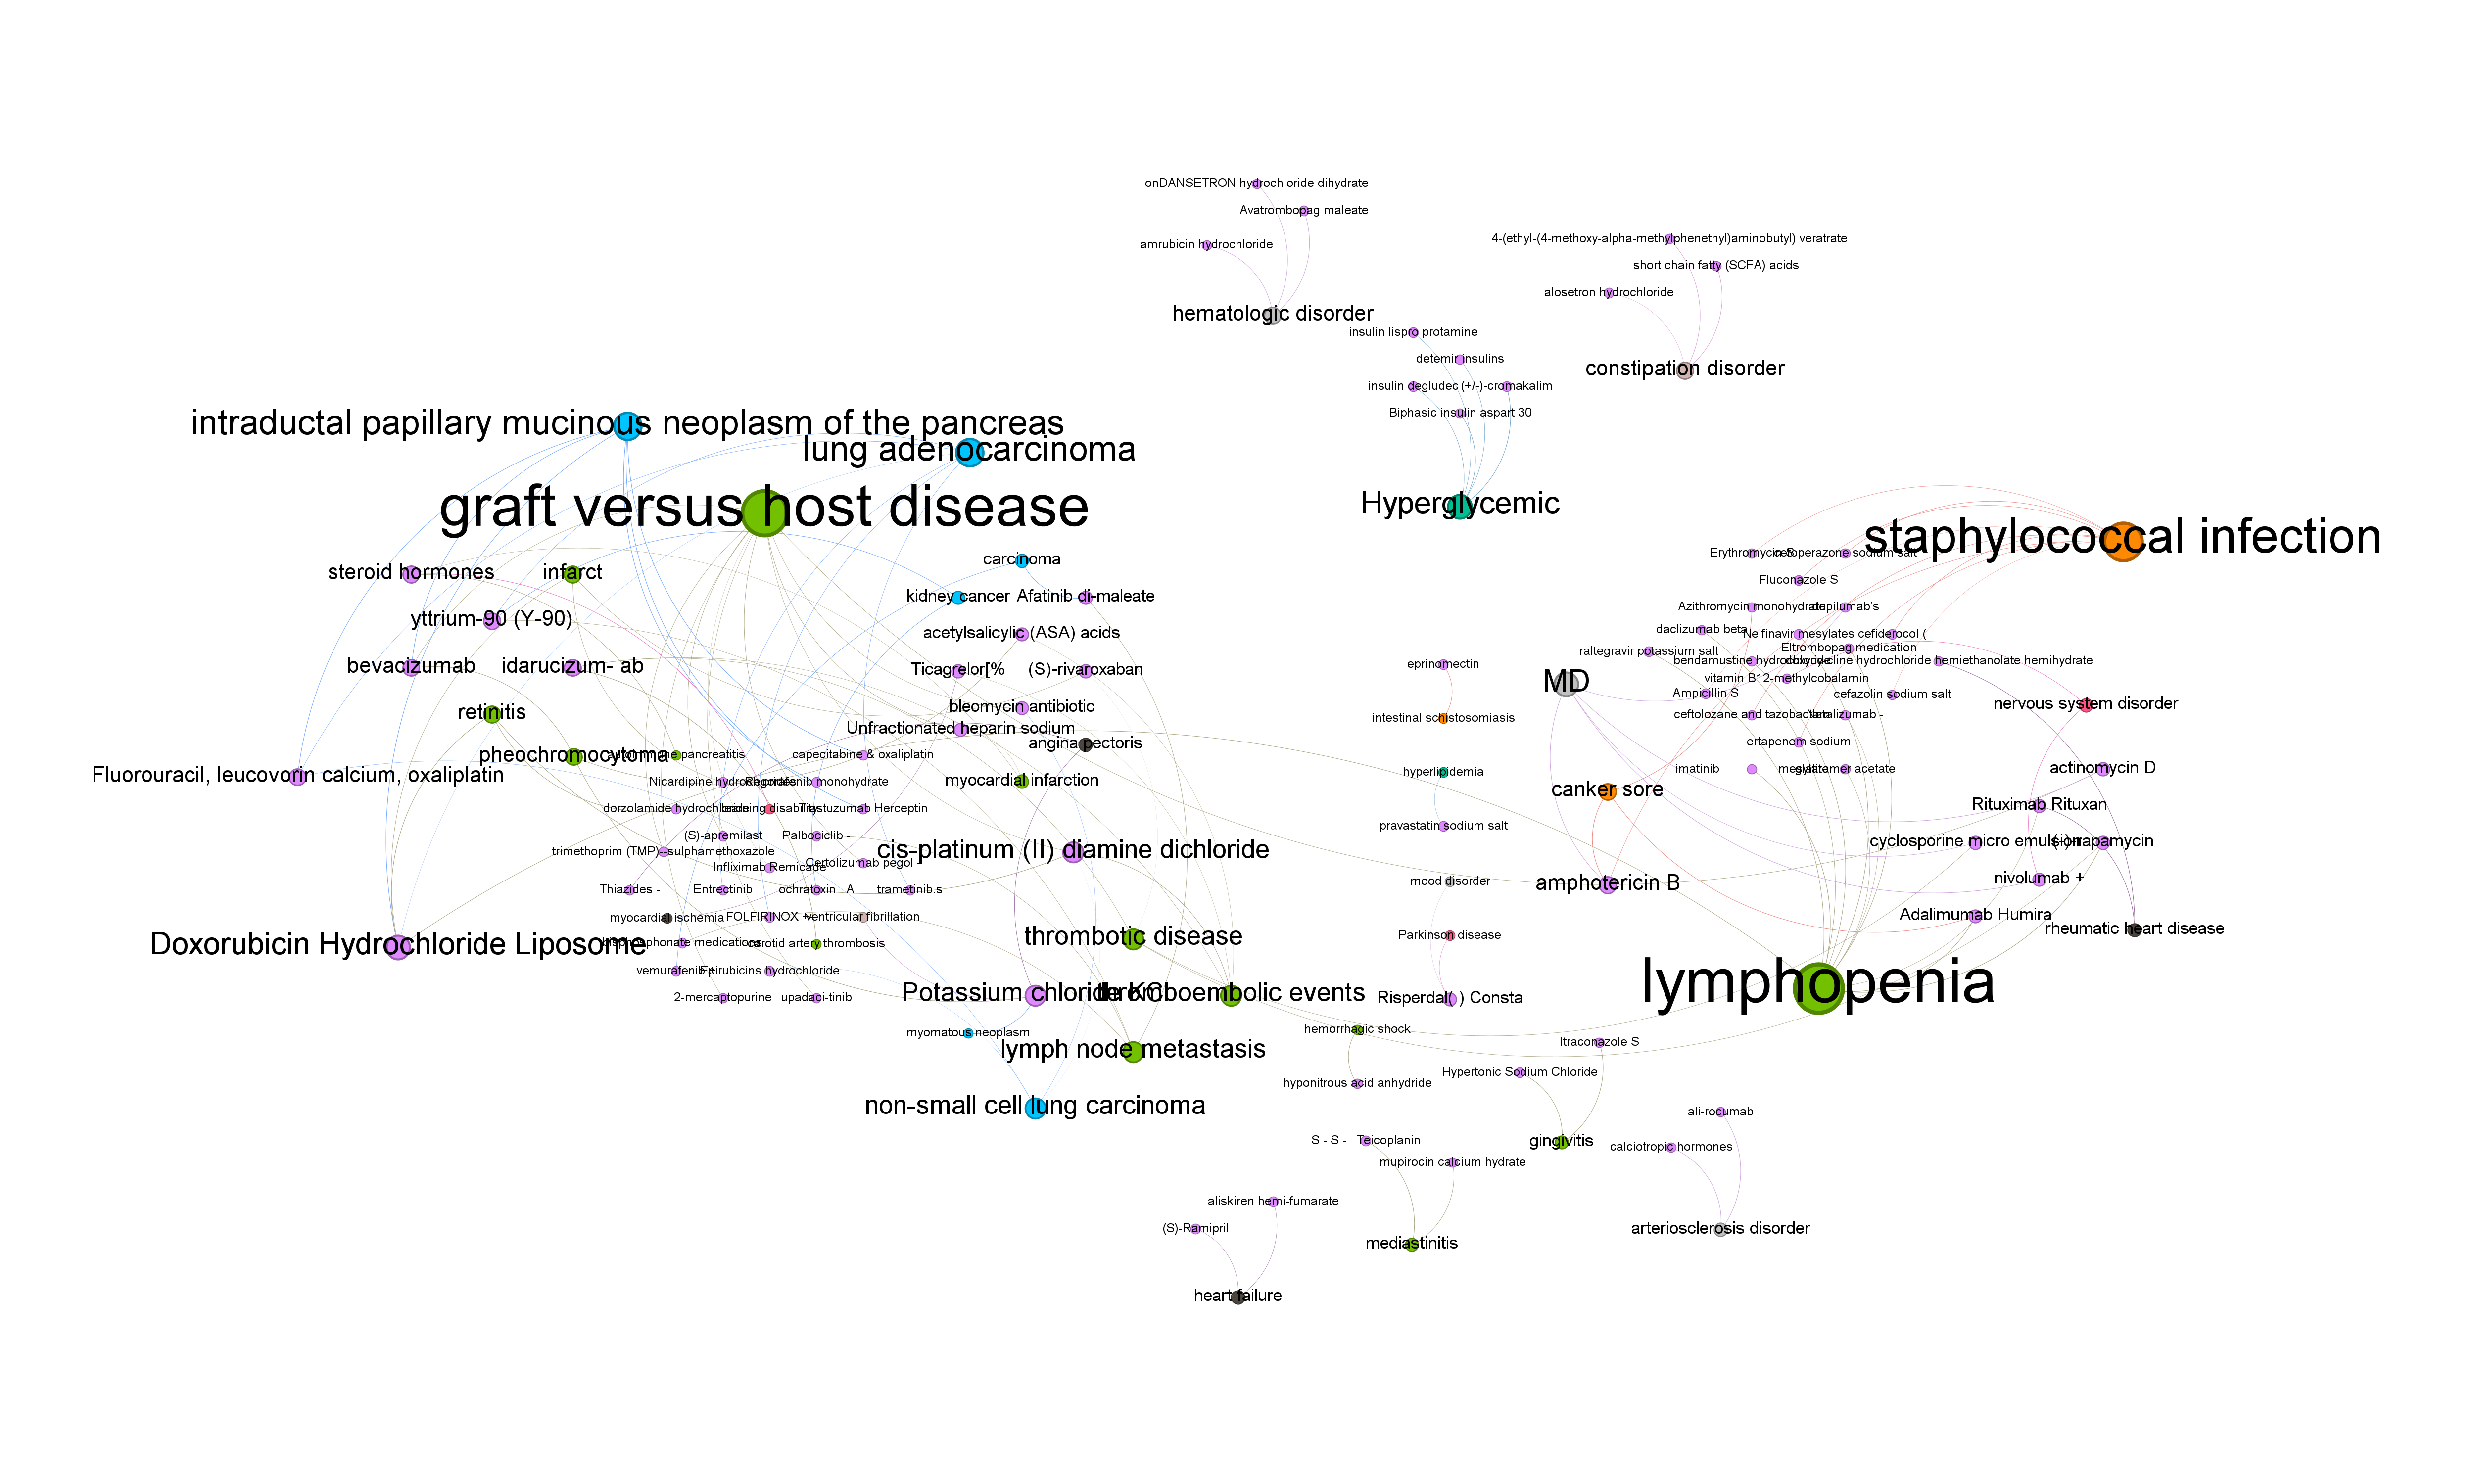 onDANSETRON hydrochloride dihydrate
Avatrombopag maleate
amrubicin hydrochloride
hematologic disorder
4-(ethyl-(4-methoxy-alpha-methylphenethyl)aminobutyl) veratrate
short chain fatty (SCFA) acids
alosetron hydrochloride
constipation disorder
insulin lispro protamine
detemir insulins
insulin degludec
(+/-)-cromakalim
Biphasic insulin aspart 30
Hyperglycemic
intraductal papillary mucinous neoplasm of the pancreas
lung adenocarcinoma
graft versus host disease
steroid hormones
infarct
yttrium-90 (Y-90)
bevacizumab
idarucizum- ab
retinitis
pheochromocytoma
Fluorouracil, leucovorin calcium, oxaliplatin
Doxorubicin Hydrochloride Liposome
carcinoma
kidney cancer
Afatinib di-maleate
acetylsalicylic (ASA) acids
Ticagrelor[%
(S)-rivaroxaban
bleomycin antibiotic
Unfractionated heparin sodium
angina pectoris
myocardial infarction
autoimmune pancreatitis
capecitabine & oxaliplatin
Nicardipine hydrochlorides
Regorafenib monohydrate
dorzolamide hydrochloride
learning disability
Trastuzumab Herceptin
(S)-apremilast
Palbociclib -
trimethoprim (TMP)--sulphamethoxazole
Infliximab Remicade
Certolizumab pegol -
Thiazides -
Entrectinib
ochratoxin A
trametinib.s
myocardial ischemia
FOLFIRINOX +
ventricular fibrillation
bisphosphonate medications
carotid artery thrombosis
vemurafenib+
Epirubicins hydrochloride
2-mercaptopurine
upadaci-tinib
cis-platinum (II) diamine dichloride
thrombotic disease
Potassium chloride KCl
thromboembolic events
myomatous neoplasm
lymph node metastasis
non-small cell lung carcinoma
staphylococcal infection
Erythromycin S
cefoperazone sodium salt
Fluconazole S
Azithromycin monohydrate
dupilumab's
daclizumab beta
Nelfinavir mesylates
cefiderocol (
raltegravir potassium salt
Eltrombopag medication
bendamustine hydrochloride
doxycycline hydrochloride hemiethanolate hemihydrate
vitamin B12-methylcobalamin
Ampicillin S
cefazolin sodium salt
ceftolozane and tazobactam
Natalizumab -
ertapenem sodium
imatinib mesylate
glatiramer acetate
MD
canker sore
amphotericin B
nervous system disorder
actinomycin D
Rituximab Rituxan
cyclosporine micro emulsion
(-)-rapamycin
nivolumab +
Adalimumab Humira
rheumatic heart disease
lymphopenia
eprinomectin
intestinal schistosomiasis
hyperlipidemia
pravastatin sodium salt
mood disorder
Parkinson disease
Risperdal( ) Consta
hemorrhagic shock
hyponitrous acid anhydride
Itraconazole S
Hypertonic Sodium Chloride
gingivitis
S - S - Teicoplanin
mupirocin calcium hydrate
mediastinitis
ali-rocumab
calciotropic hormones
arteriosclerosis disorder
aliskiren hemi-fumarate
(S)-Ramipril
heart failure